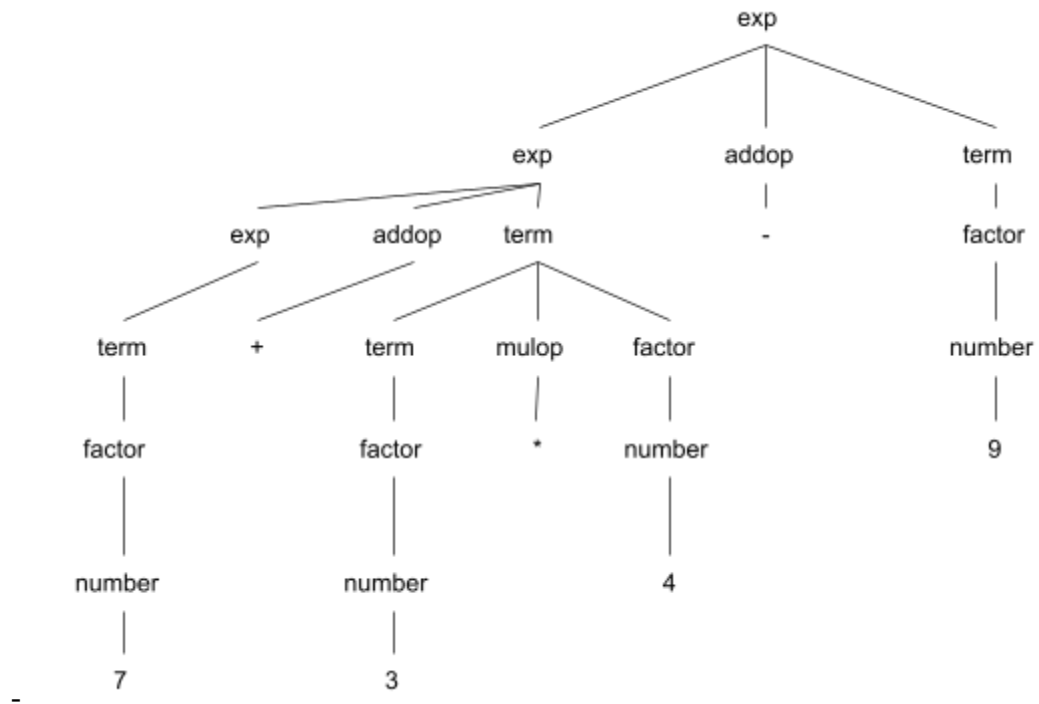 exp
exp addop term
exp addop term - factor
term + term mulop factor number
factor factor * number 9
number number 4
7 3
-